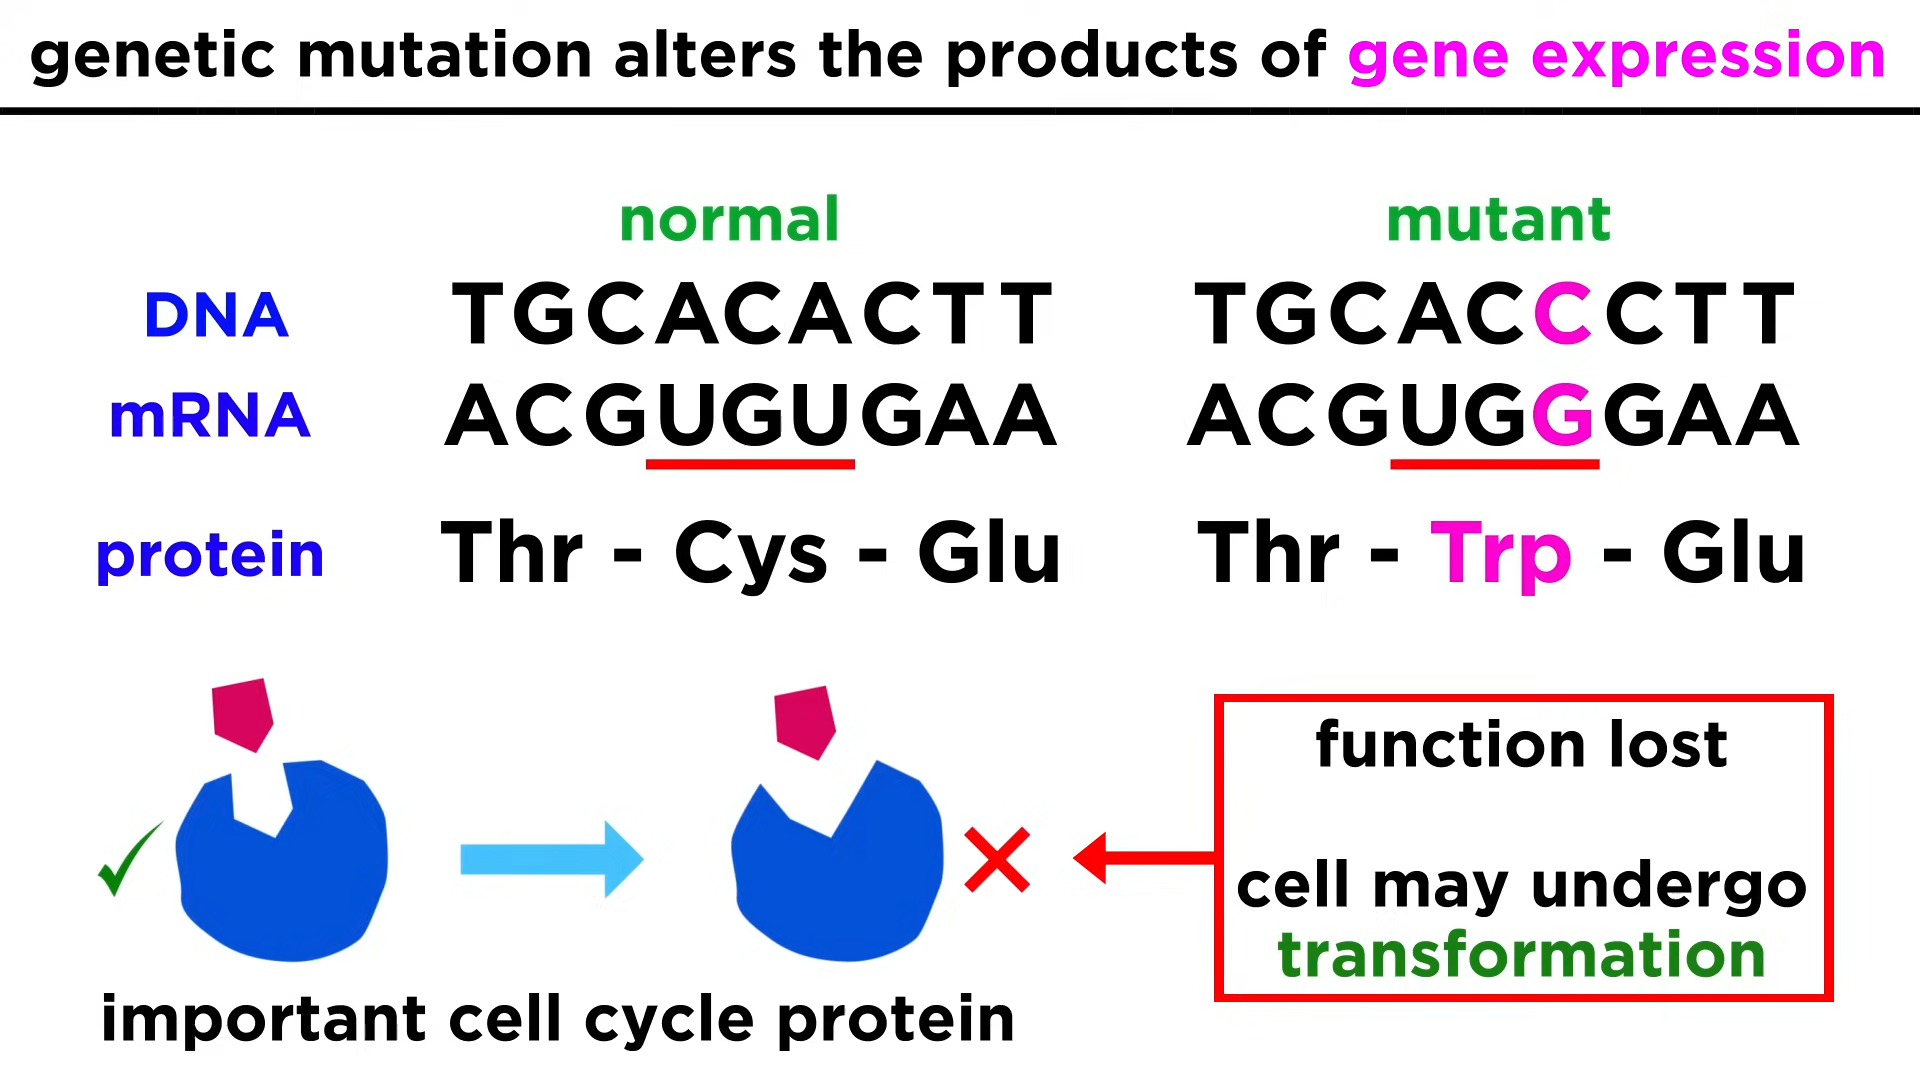 genetic mutation alters the products of gene expression
normal mutant
DNA TGCACACTT TGCACCCTT
mRNA ACGUGUGAA ACGUGGGAA
protein Thr - Cys - Glu Thr - Trp - Glu
function lost
cell may undergo
transformation
important cell cycle protein